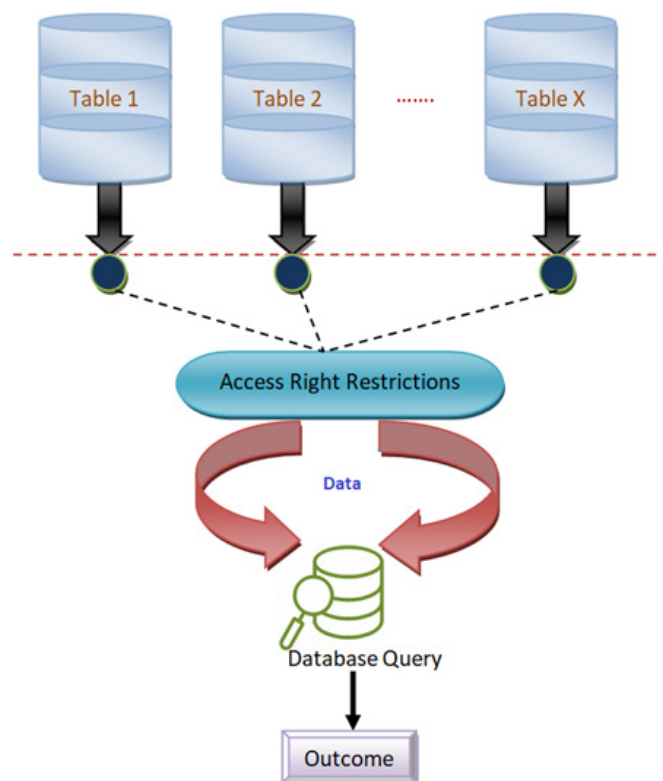 Table 1
Table 2
.......
Table X
Access Right Restrictions
Data
Database Query
Outcome